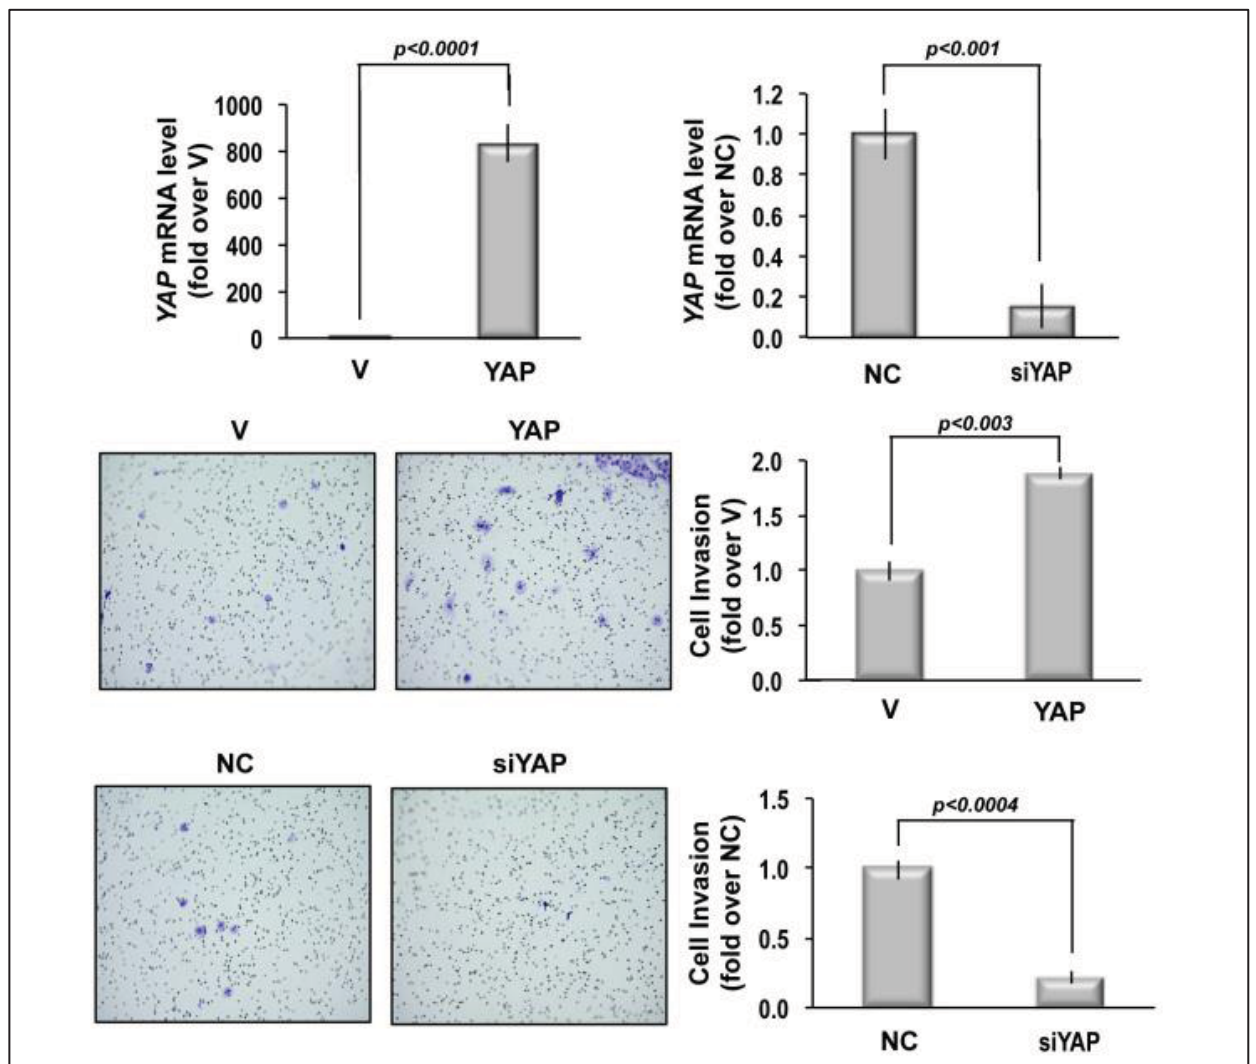 p<0.0001
YAP mRNA level
(fold over V)
1000
800
600
400
200
0
V
YAP
p<0.001
YAP mRNA level
(fold over NC)
1.2
1.0
0.8
0.6
0.4
0.2
0.0
NC
siYAP
V
YAP
p<0.003
Cell Invasion
(fold over V)
2.0
1.5
1.0
0.5
0.0
V
YAP
NC
siYAP
p<0.0004
Cell Invasion
(fold over NC)
1.5
1.0
0.5
0.0
NC
siYAP